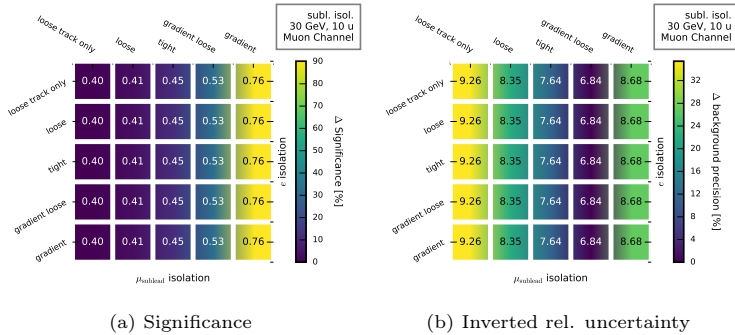 subl. isol.
30 GeV, 10 u
Muon Channel
loose track only
loose
tight
gradient loose
gradient
loose track only
loose
tight
gradient loose
gradient
0.40 0.41 0.45 0.53 0.76
0.40 0.41 0.45 0.53 0.76
0.40 0.41 0.45 0.53 0.76
0.40 0.41 0.45 0.53 0.76
0.40 0.41 0.45 0.53 0.76
μsublead isolation
e isolation
90
80
70
60
50
40
30
20
10
0
Δ Significance [%]
(a) Significance
subl. isol.
30 GeV, 10 u
Muon Channel
loose track only
loose
tight
gradient loose
gradient
loose track only
loose
tight
gradient loose
gradient
9.26 8.35 7.64 6.84 8.68
9.26 8.35 7.64 6.84 8.68
9.26 8.35 7.64 6.84 8.68
9.26 8.35 7.64 6.84 8.68
9.26 8.35 7.64 6.84 8.68
μsublead isolation
e isolation
32
28
24
20
16
12
8
4
0
Δ background precision [%]
(b) Inverted rel. uncertainty